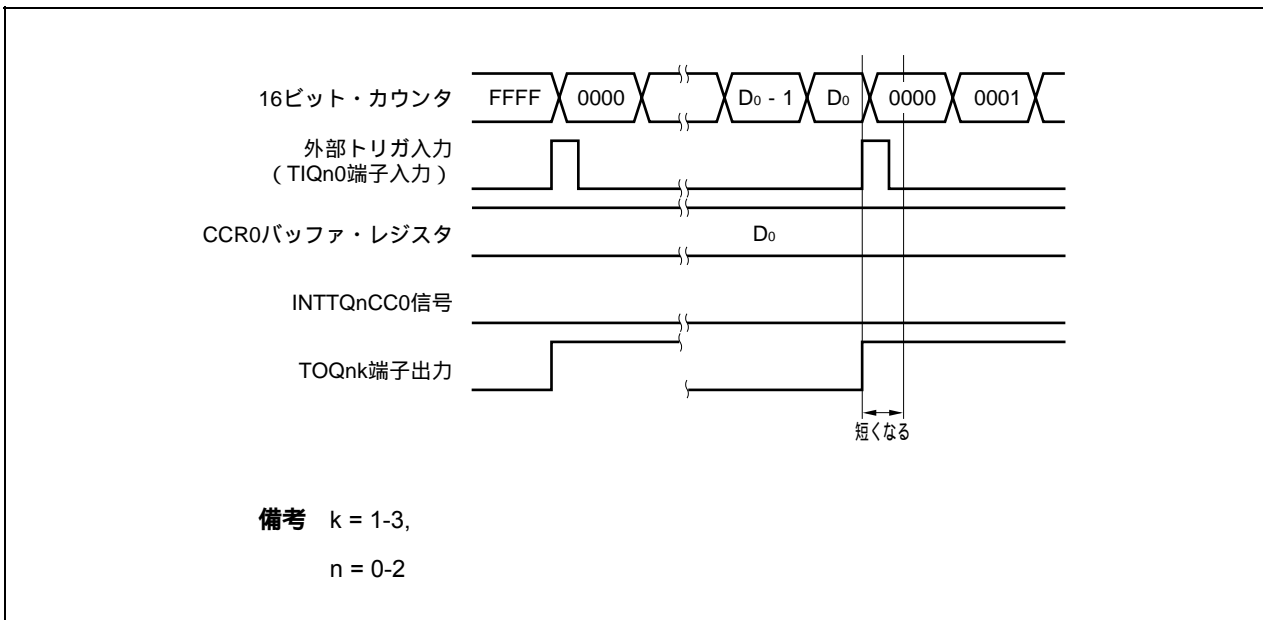 16ビット・カウンタ FFFF 0000 D0 - 1 D0 0000 0001
外部トリガ入力
（TIQn0端子入力）
CCR0バッファ・レジスタ D0
INTTQnCC0信号
TOQnk端子出力
短くなる
備考 k = 1-3,
n = 0-2